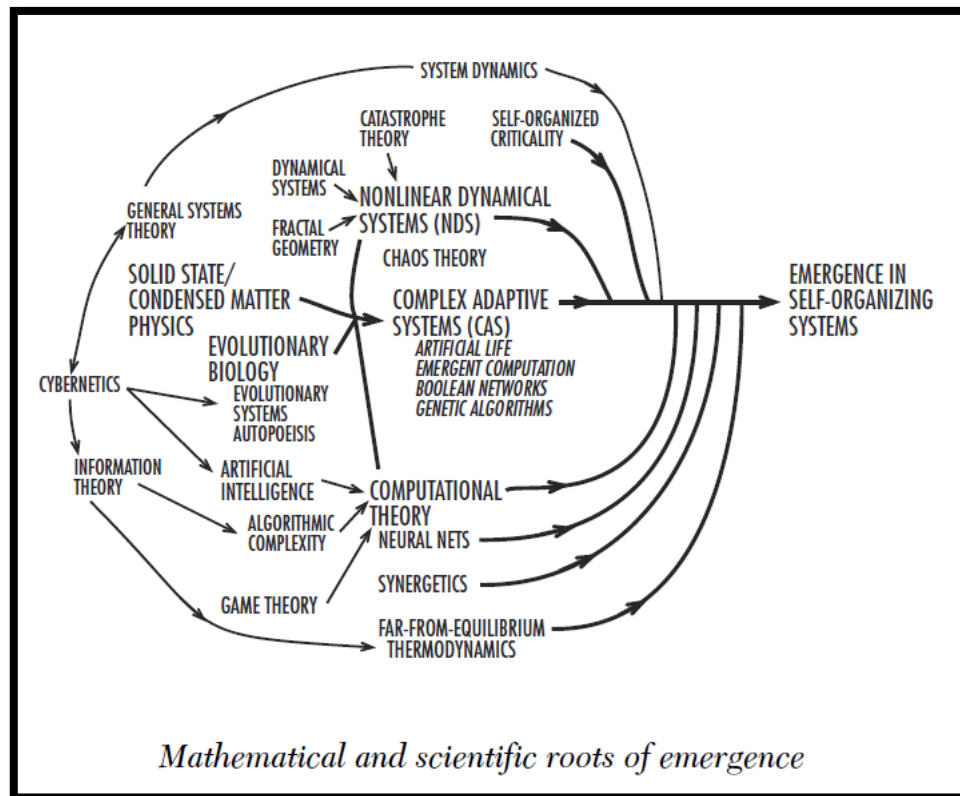 SYSTEM DYNAMICS
CATASTROPHE
THEORY
SELF-ORGANIZED
CRITICALITY
DYNAMICAL
SYSTEMS
NONLINEAR DYNAMICAL
SYSTEMS (NDS)
GENERAL SYSTEMS
THEORY
FRACTAL
GEOMETRY
CHAOS THEORY
SOLID STATE/
CONDENSED MATTER
PHYSICS
COMPLEX ADAPTIVE
SYSTEMS (CAS)
ARTIFICIAL LIFE
EMERGENT COMPUTATION
BOOLEAN NETWORKS
GENETIC ALGORITHMS
EMERGENCE IN
SELF-ORGANIZING
SYSTEMS
EVOLUTIONARY
BIOLOGY
EVOLUTIONARY
SYSTEMS
AUTOPOEISIS
CYBERNETICS
INFORMATION
THEORY
ARTIFICIAL
INTELLIGENCE
COMPUTATIONAL
THEORY
ALGORITHMIC
COMPLEXITY
NEURAL NETS
SYNERGETICS
GAME THEORY
FAR-FROM-EQUILIBRIUM
THERMODYNAMICS
Mathematical and scientific roots of emergence